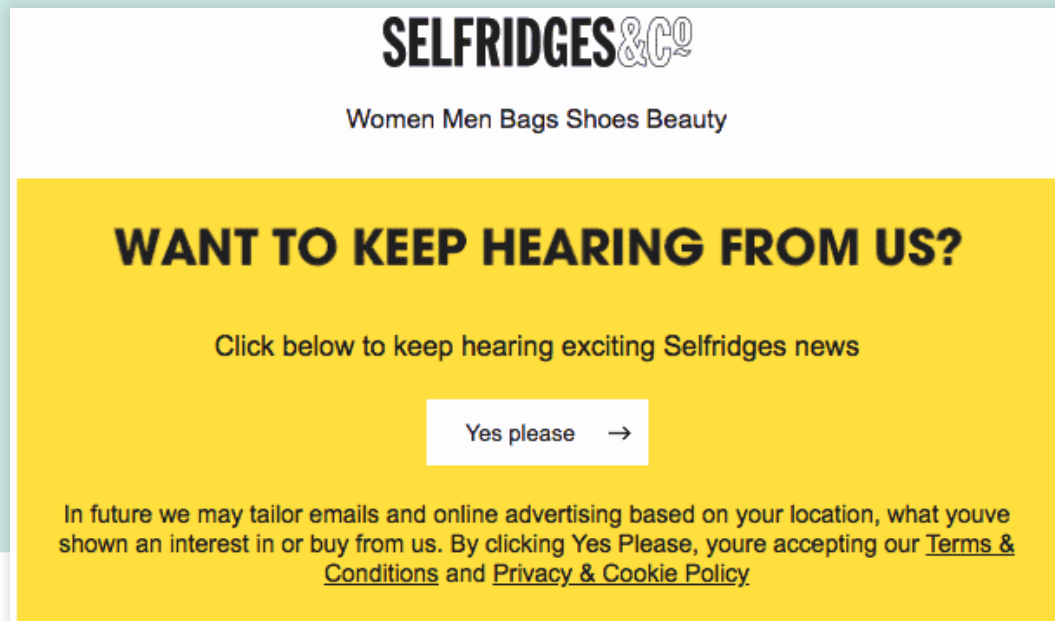 SELFRIDGES&Cº
Women Men Bags Shoes Beauty
WANT TO KEEP HEARING FROM US?
Click below to keep hearing exciting Selfridges news
Yes please →
In future we may tailor emails and online advertising based on your location, what youve
shown an interest in or buy from us. By clicking Yes Please, youre accepting our Terms &
Conditions and Privacy & Cookie Policy